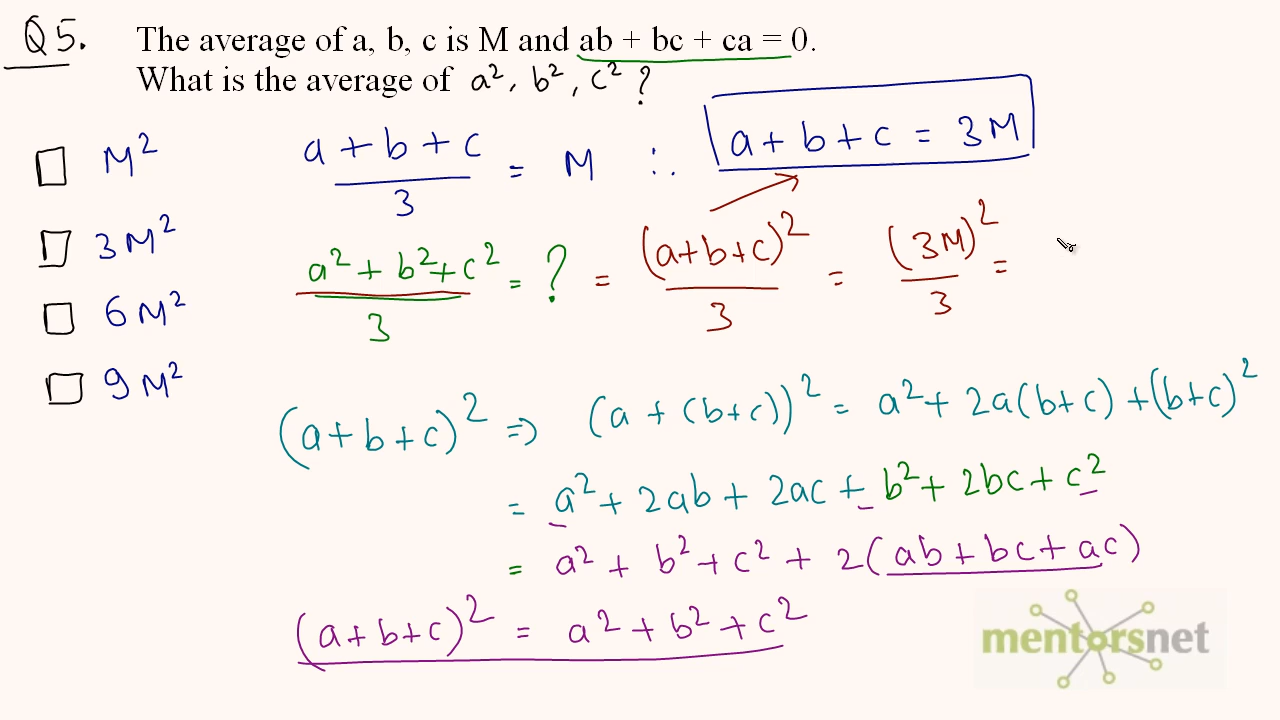 Q5. The average of a, b, c is M and ab + bc + ca = 0.
What is the average of a², b², c² ?
□ M²
□ 3M²
□ 6M²
□ 9M²
(a + b + c)/3 = M ∴ a + b + c = 3M
(a² + b² + c²)/3 = ? = (a+b+c)²/3 = (3M)²/3 =
(a+b+c)² ⇒ (a + (b+c))² = a² + 2a(b+c) + (b+c)²
= a² + 2ab + 2ac + b² + 2bc + c²
= a² + b² + c² + 2(ab + bc + ac)
(a+b+c)² = a² + b² + c²
mentorsnet